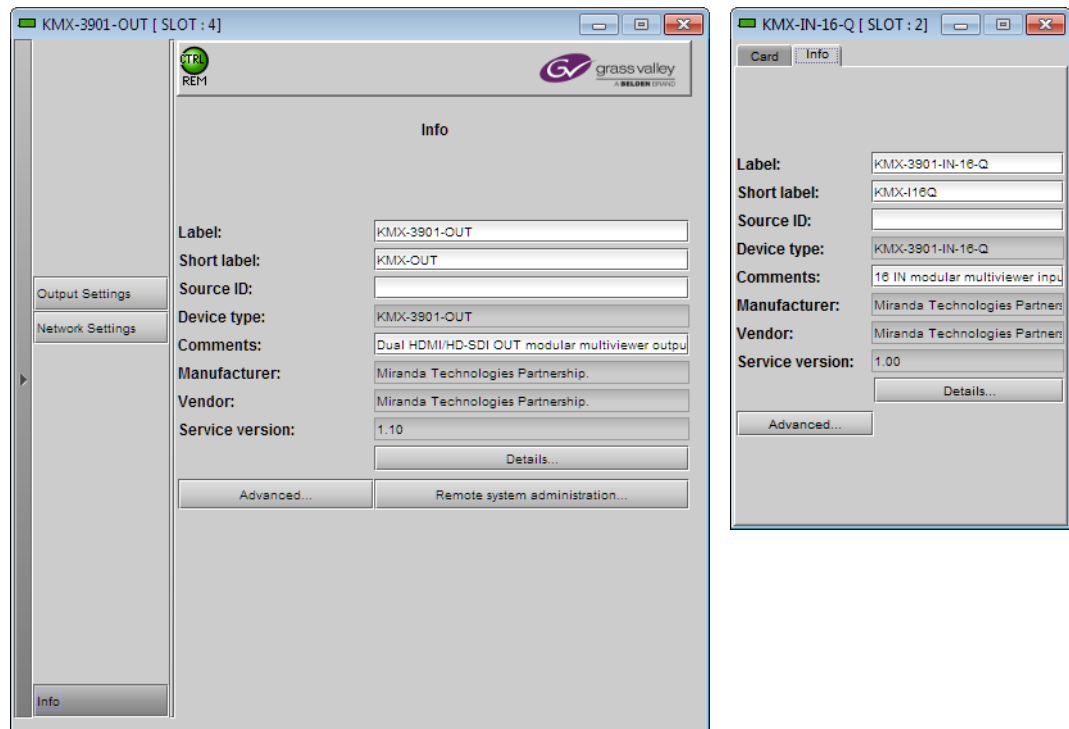 KMX-3901-OUT [ SLOT : 4]
CTRL
REM
grass valley
A BELDEN BRAND
Info
Label: KMX-3901-OUT
Short label: KMX-OUT
Source ID:
Device type: KMX-3901-OUT
Comments: Dual HDMI/HD-SDI OUT modular multiviewer outpu
Manufacturer: Miranda Technologies Partnership.
Vendor: Miranda Technologies Partnership.
Service version: 1.10
Details...
Advanced... Remote system administration...
Output Settings
Network Settings
Info
KMX-IN-16-Q [ SLOT : 2]
Card Info
Label: KMX-3901-IN-16-Q
Short label: KMX-I16Q
Source ID:
Device type: KMX-3901-IN-16-Q
Comments: 16 IN modular multiviewer inpu
Manufacturer: Miranda Technologies Partners
Vendor: Miranda Technologies Partners
Service version: 1.00
Details...
Advanced...